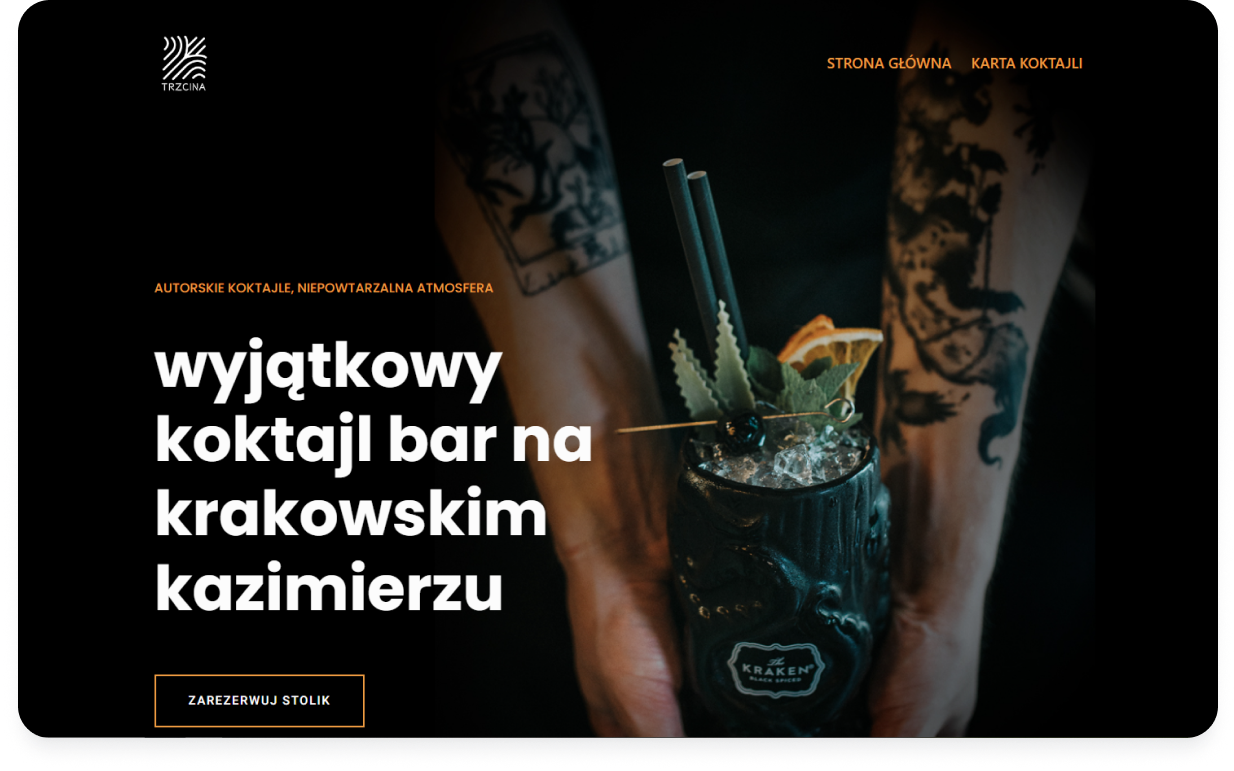 TRZCINA
STRONA GŁÓWNA KARTA KOKTAJLI
AUTORSKIE KOKTAJLE, NIEPOWTARZALNA ATMOSFERA
wyjątkowy
koktajl bar na
krakowskim
kazimierzu
The
KRAKEN®
BLACK SPICED
ZAREZERWUJ STOLIK